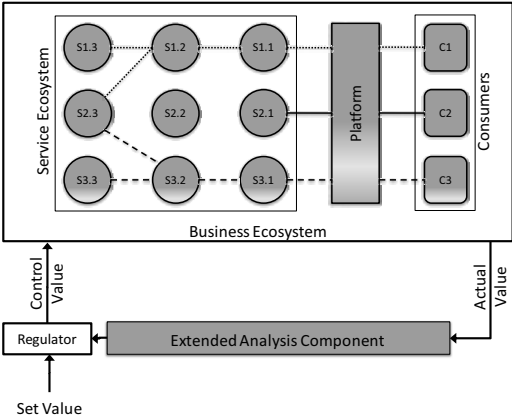 S1.3 S1.2 S1.1 C1
Service Ecosystem
S2.3 S2.2 S2.1 C2
Platform
Consumers
S3.3 S3.2 S3.1 C3
Business Ecosystem
Control
Value
Actual
Value
Regulator
Extended Analysis Component
Set Value